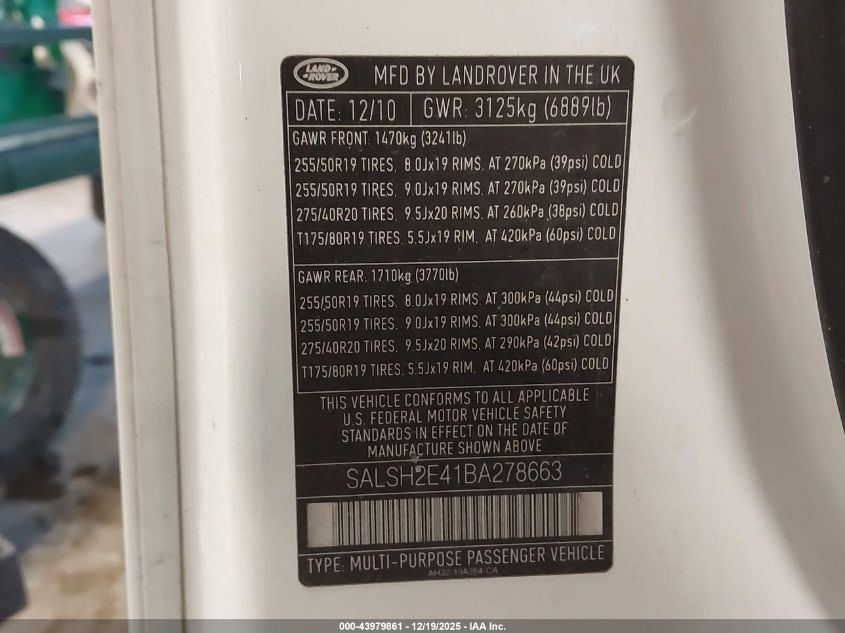 LAND ROVER
MFD BY LANDROVER IN THE UK
DATE: 12/10 GWR: 3125kg (6889lb)
GAWR FRONT: 1470kg (3241lb)
255/50R19 TIRES, 8.0Jx19 RIMS, AT 270kPa (39psi) COLD
255/50R19 TIRES, 9.0Jx19 RIMS, AT 270kPa (39psi) COLD
275/40R20 TIRES, 9.5Jx20 RIMS, AT 260kPa (38psi) COLD
T175/80R19 TIRES, 5.5Jx19 RIM, AT 420kPa (60psi) COLD
GAWR REAR: 1710kg (3770lb)
255/50R19 TIRES, 8.0Jx19 RIMS, AT 300kPa (44psi) COLD
255/50R19 TIRES, 9.0Jx19 RIMS, AT 300kPa (44psi) COLD
275/40R20 TIRES, 9.5Jx20 RIMS, AT 290kPa (42psi) COLD
T175/80R19 TIRES, 5.5Jx19 RIM, AT 420kPa (60psi) COLD
THIS VEHICLE CONFORMS TO ALL APPLICABLE
U.S. FEDERAL MOTOR VEHICLE SAFETY
STANDARDS IN EFFECT ON THE DATE OF
MANUFACTURE SHOWN ABOVE
SALSH2E41BA278663
TYPE: MULTI-PURPOSE PASSENGER VEHICLE
AH32-19A354-CA
000-43979861 - 12/19/2025 - IAA Inc.